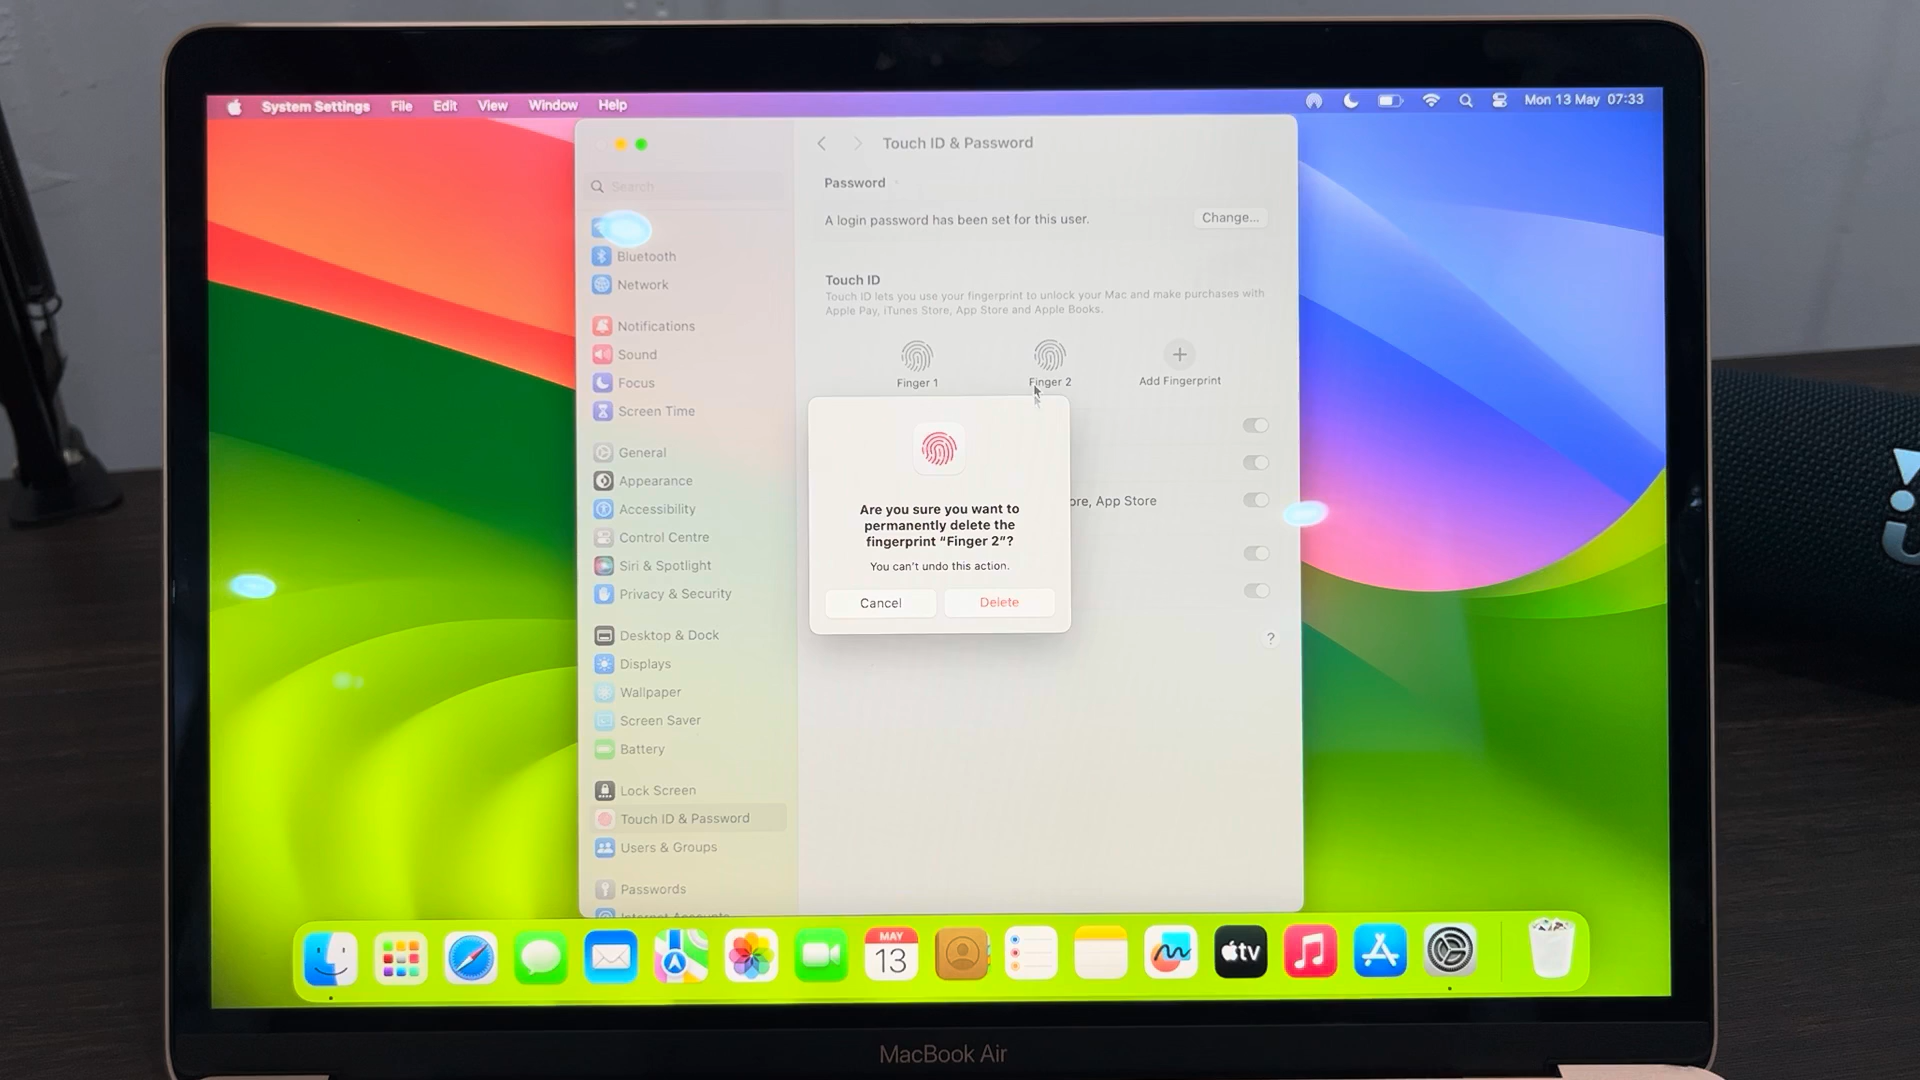 System Settings File Edit View Window Help
Mon 13 May 07:33
Touch ID & Password
Search
Bluetooth
Network
Notifications
Sound
Focus
Screen Time
General
Appearance
Accessibility
Control Centre
Siri & Spotlight
Privacy & Security
Desktop & Dock
Displays
Wallpaper
Screen Saver
Battery
Lock Screen
Touch ID & Password
Users & Groups
Passwords
Internet Accounts
Password
A login password has been set for this user.
Change...
Touch ID
Touch ID lets you use your fingerprint to unlock your Mac and make purchases with
Apple Pay, iTunes Store, App Store and Apple Books.
Finger 1
Finger 2
Add Fingerprint
ore, App Store
Are you sure you want to
permanently delete the
fingerprint “Finger 2”?
You can't undo this action.
Cancel
Delete
?
MAY
13
tv
MacBook Air